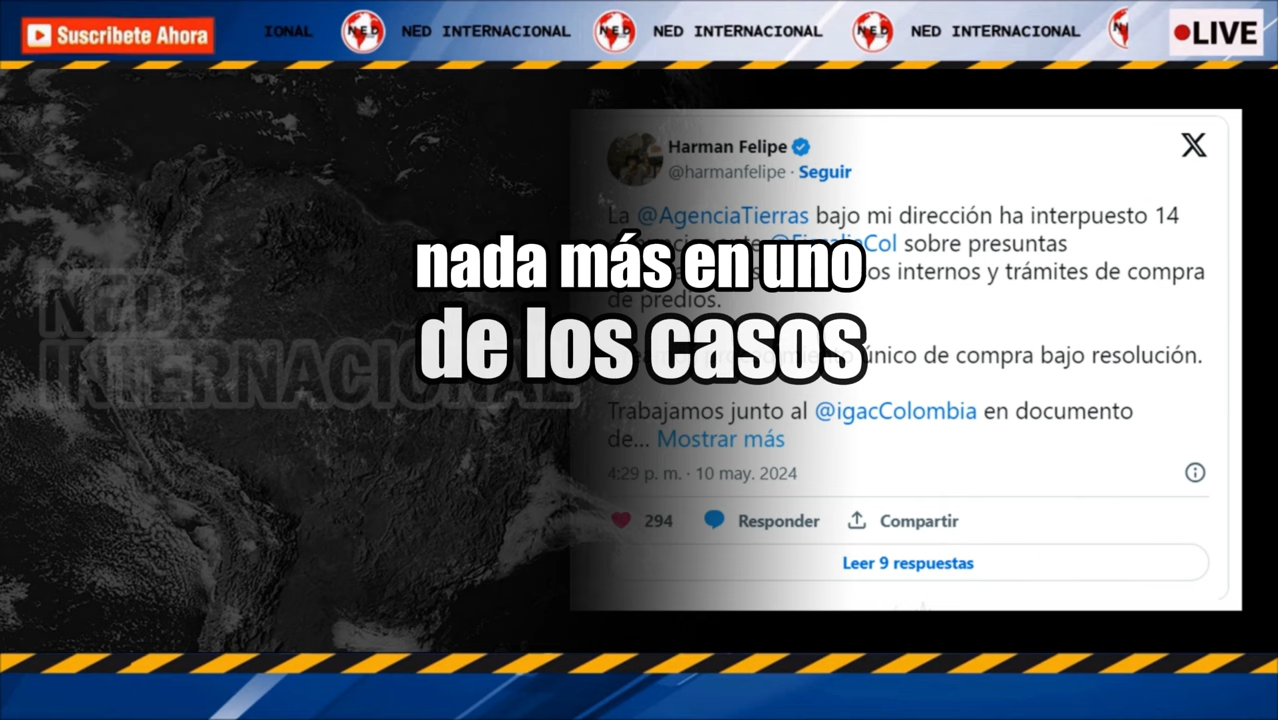 Suscribete Ahora
IONAL NED NED INTERNACIONAL NED NED INTERNACIONAL NED NED INTERNACIONAL
LIVE
NED
INTERNACIONAL
Harman Felipe
@harmanfelipe · Seguir
La @AgenciaTierras bajo mi dirección ha interpuesto 14
sobre presuntas
internos y trámites de compra
de predios.
único de compra bajo resolución.
Trabajamos junto al @igacColombia en documento
de... Mostrar más
4:29 p. m. · 10 may. 2024
294 Responder Compartir
Leer 9 respuestas
nada más en uno
de los casos